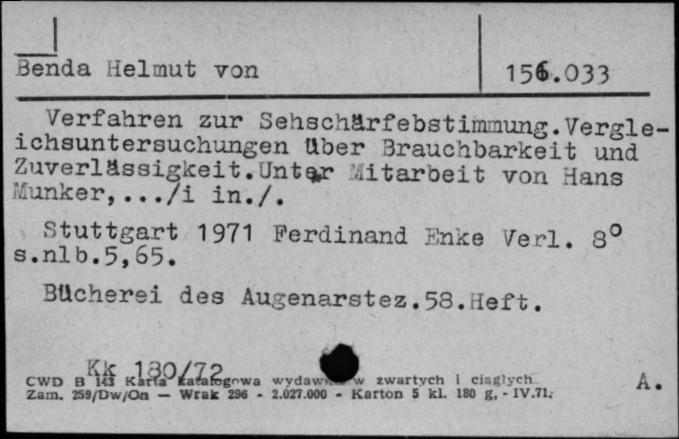 Benda Helmut von 156.033
Verfahren zur Sehschärfebstimmung.Vergle-
ichsuntersuchungen über Brauchbarkeit und
Zuverlässigkeit.Unter Mitarbeit von Hans
Munker,.../i in./.
Stuttgart 1971 Ferdinand Enke Verl. 8°
s.nlb.5,65.
Bücherei des Augenarstez.58.Heft.
Kk 180/72
CWD B 143 Karta katalogowa wydawn. w zwartych i ciągłych. A.
Zam. 259/Dw/On — Wrak 296 - 2.027.000 - Karton 5 kl. 180 g, - IV.71.